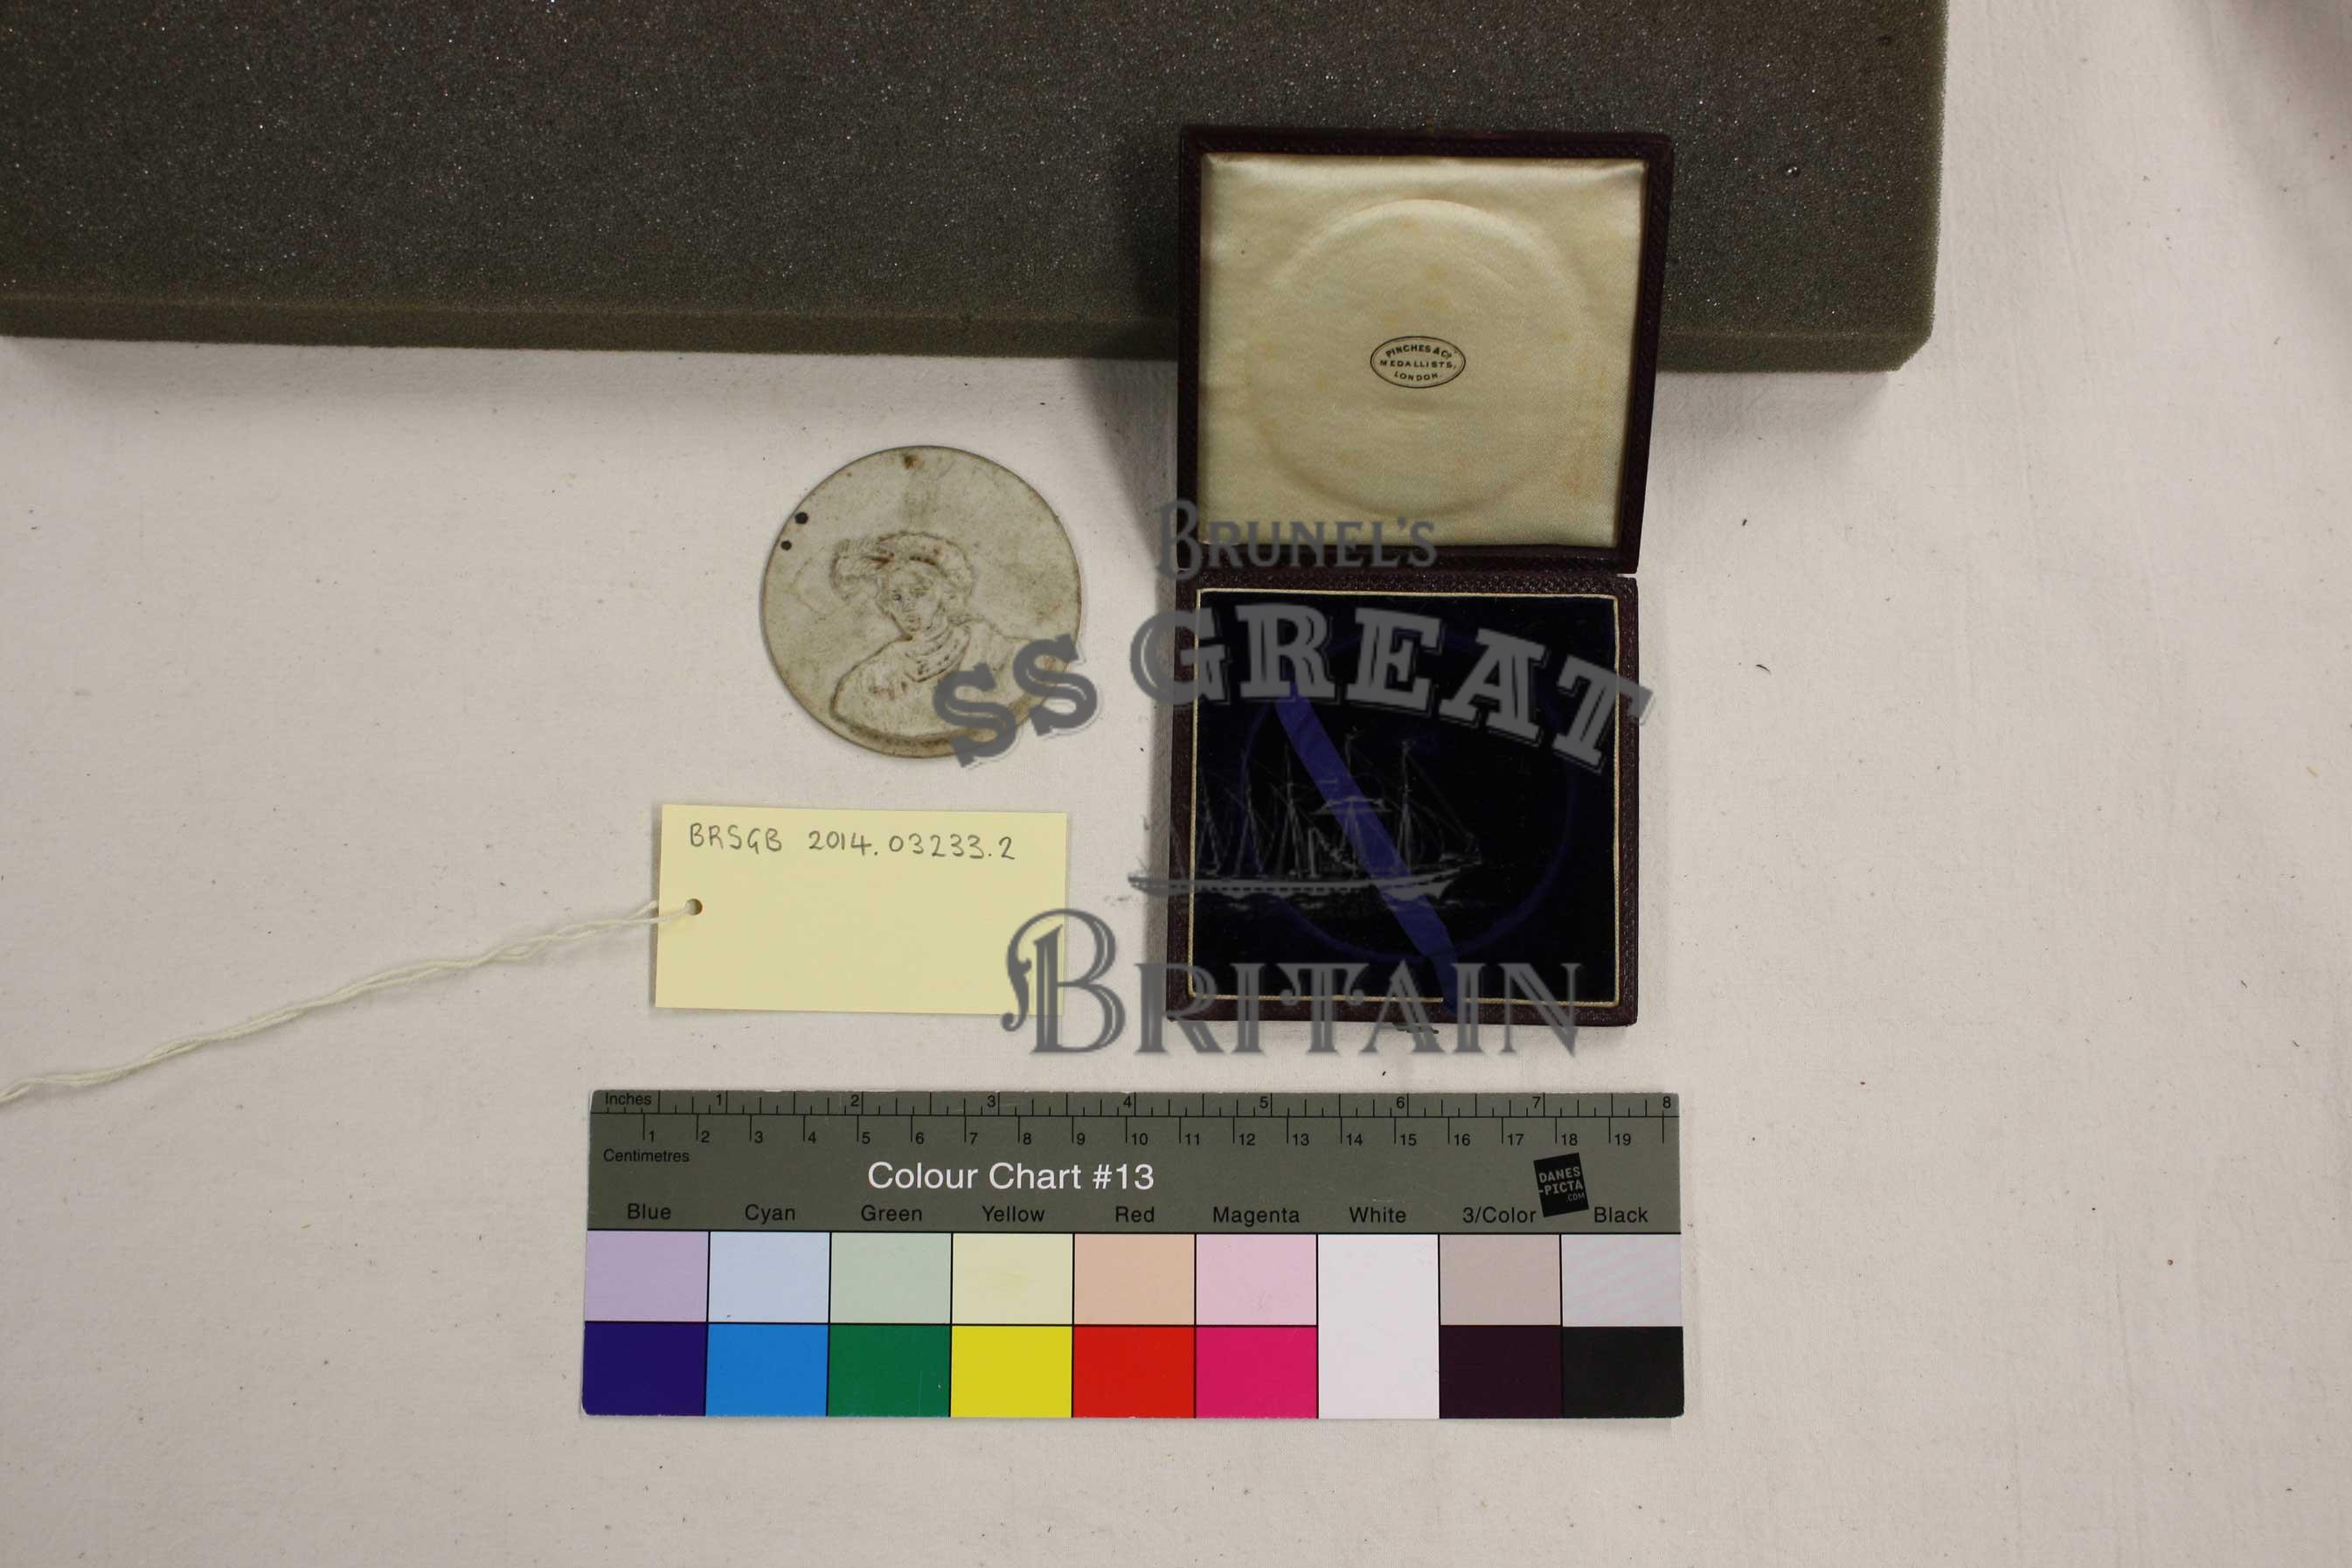 PINCHES & Co.
MEDALLISTS,
LONDON.
BRUNEL'S
SS GREAT
BRITAIN
BRSGB 2014.03233.2
Inches 1 2 3 4 5 6 7 8
1 2 3 4 5 6 7 8 9 10 11 12 13 14 15 16 17 18 19
Centimetres
Colour Chart #13
DANES
-PICTA
.COM
Blue Cyan Green Yellow Red Magenta White 3/Color Black